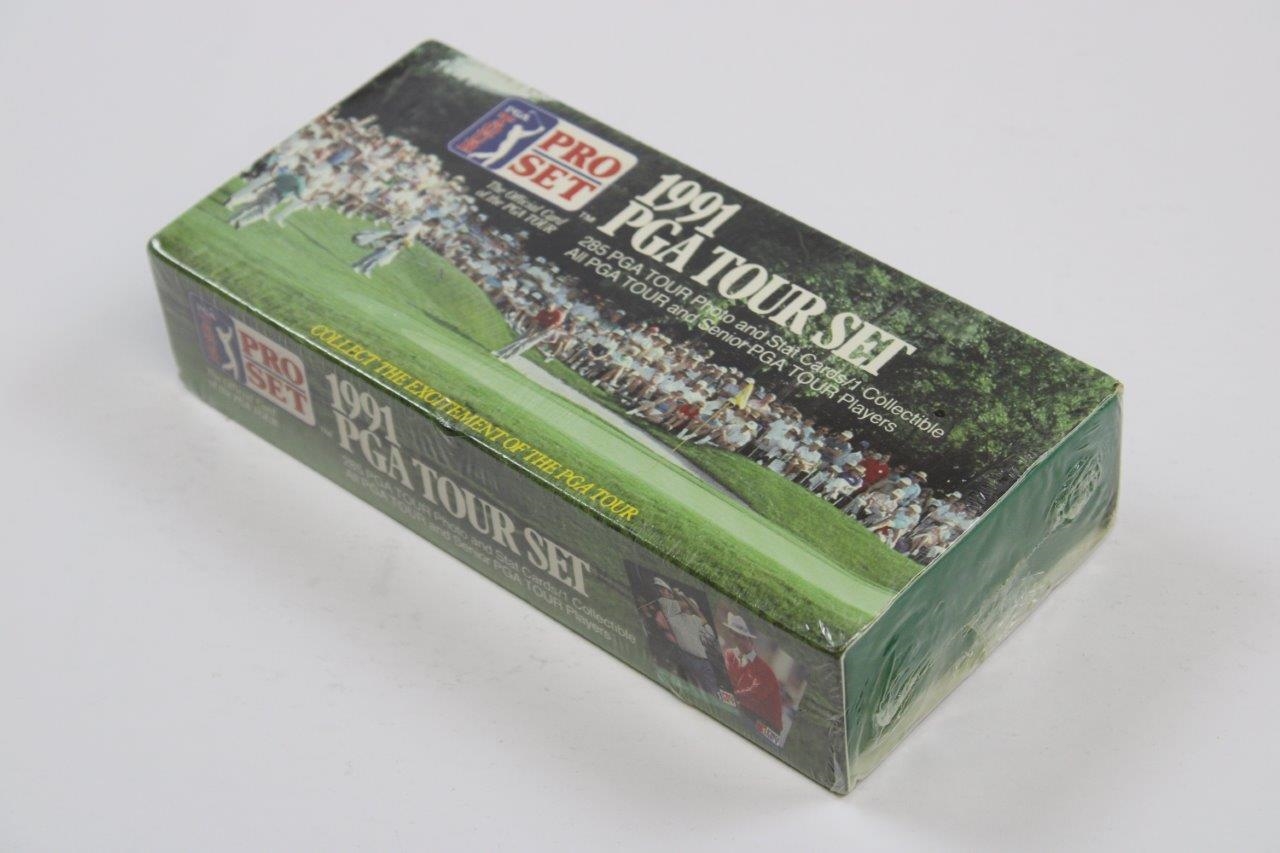 PGA
TOUR
PRO
SET
TM
The Official Card
of the PGA TOUR
1991
PGA TOUR SET
285 PGA TOUR Photo and Stat Cards/1 Collectible
All PGA TOUR and Senior PGA TOUR Players
COLLECT THE EXCITEMENT OF THE PGA TOUR
PRO
SET
1991
PGA TOUR SET
285 PGA TOUR Photo and Stat Cards/1 Collectible
All PGA TOUR and Senior PGA TOUR Players